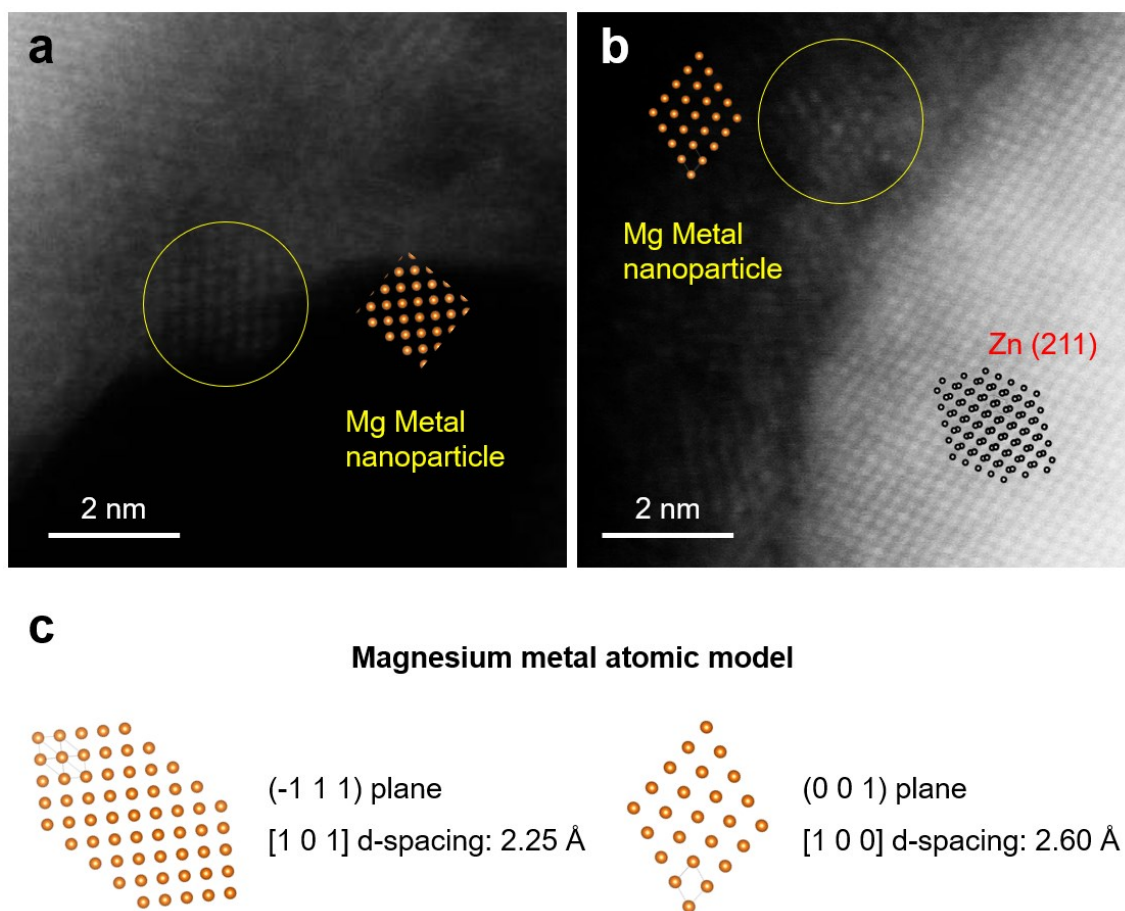 a
Mg Metal
nanoparticle
2 nm
b
Mg Metal
nanoparticle
Zn (211)
2 nm
c
Magnesium metal atomic model
(-1 1 1) plane
[1 0 1] d-spacing: 2.25 Å
(0 0 1) plane
[1 0 0] d-spacing: 2.60 Å